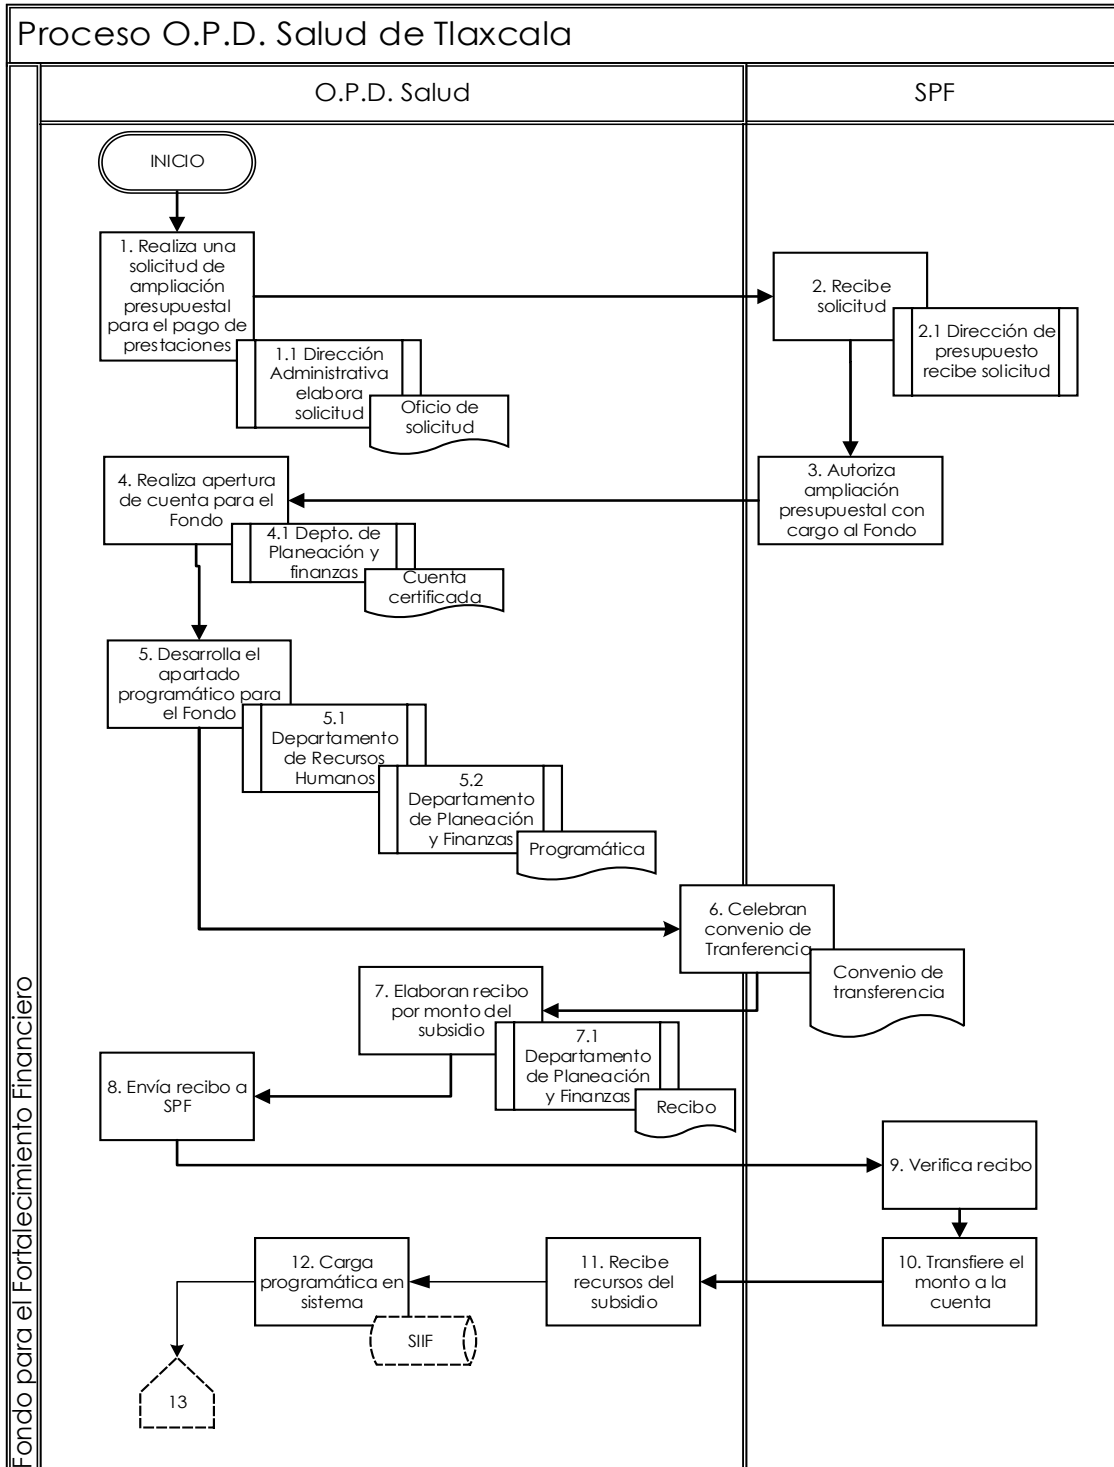 Proceso O.P.D. Salud de Tlaxcala
O.P.D. Salud
SPF
Fondo para el Fortalecimiento Financiero
INICIO
1. Realiza una
solicitud de
ampliación
presupuestal
para el pago de
prestaciones
1.1 Dirección
Administrativa
elabora
solicitud
Oficio de
solicitud
2. Recibe
solicitud
2.1 Dirección de
presupuesto
recibe solicitud
3. Autoriza
ampliación
presupuestal con
cargo al Fondo
4. Realiza apertura
de cuenta para el
Fondo
4.1 Depto. de
Planeación y
finanzas
Cuenta
certificada
5. Desarrolla el
apartado
programático para
el Fondo
5.1
Departamento
de Recursos
Humanos
5.2
Departamento
de Planeación
y Finanzas
Programática
6. Celebran
convenio de
Tranferencia
Convenio de
transferencia
7. Elaboran recibo
por monto del
subsidio
7.1
Departamento
de Planeación
y Finanzas
Recibo
8. Envía recibo a
SPF
9. Verifica recibo
10. Transfiere el
monto a la
cuenta
11. Recibe
recursos del
subsidio
12. Carga
programática en
sistema
SIIF
13